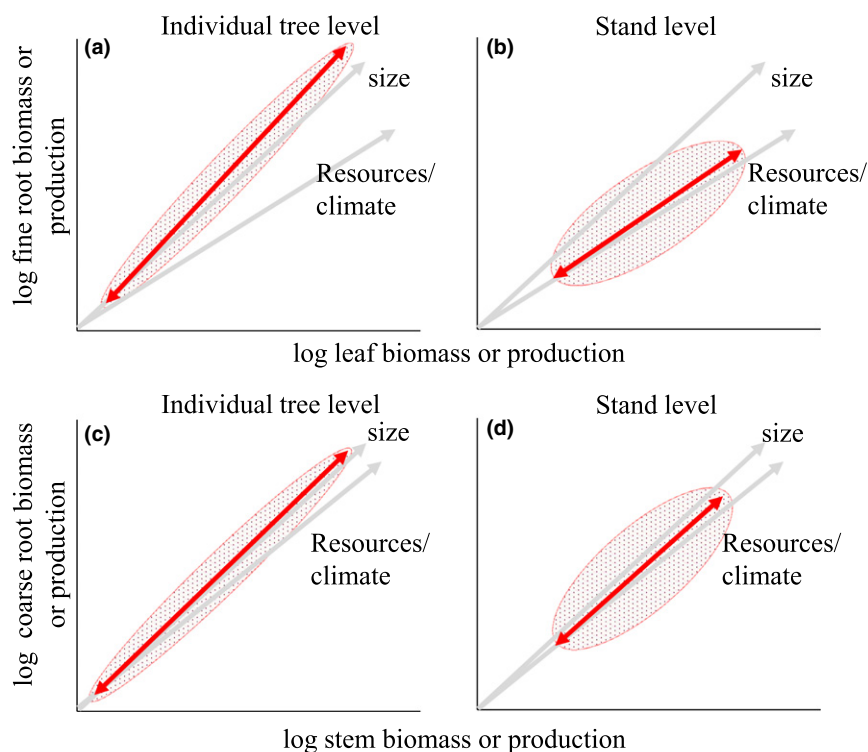 Individual tree level
Stand level
(a)
(b)
size
size
Resources/
climate
Resources/
climate
log fine root biomass or
production
log leaf biomass or production
Individual tree level
Stand level
(c)
(d)
size
size
Resources/
climate
Resources/
climate
log coarse root biomass
or production
log stem biomass or production